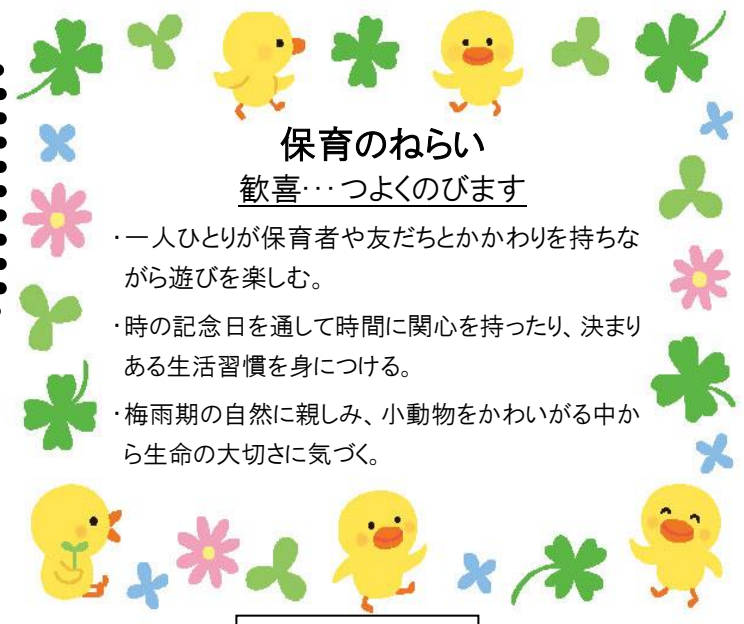 保育のねらい
歓喜…つよくのびます
・一人ひとりが保育者や友だちとかかわりを持ちな
がら遊びを楽しむ。
・時の記念日を通して時間に関心を持ったり、決まり
ある生活習慣を身につける。
・梅雨期の自然に親しみ、小動物をかわいがる中か
ら生命の大切さに気づく。